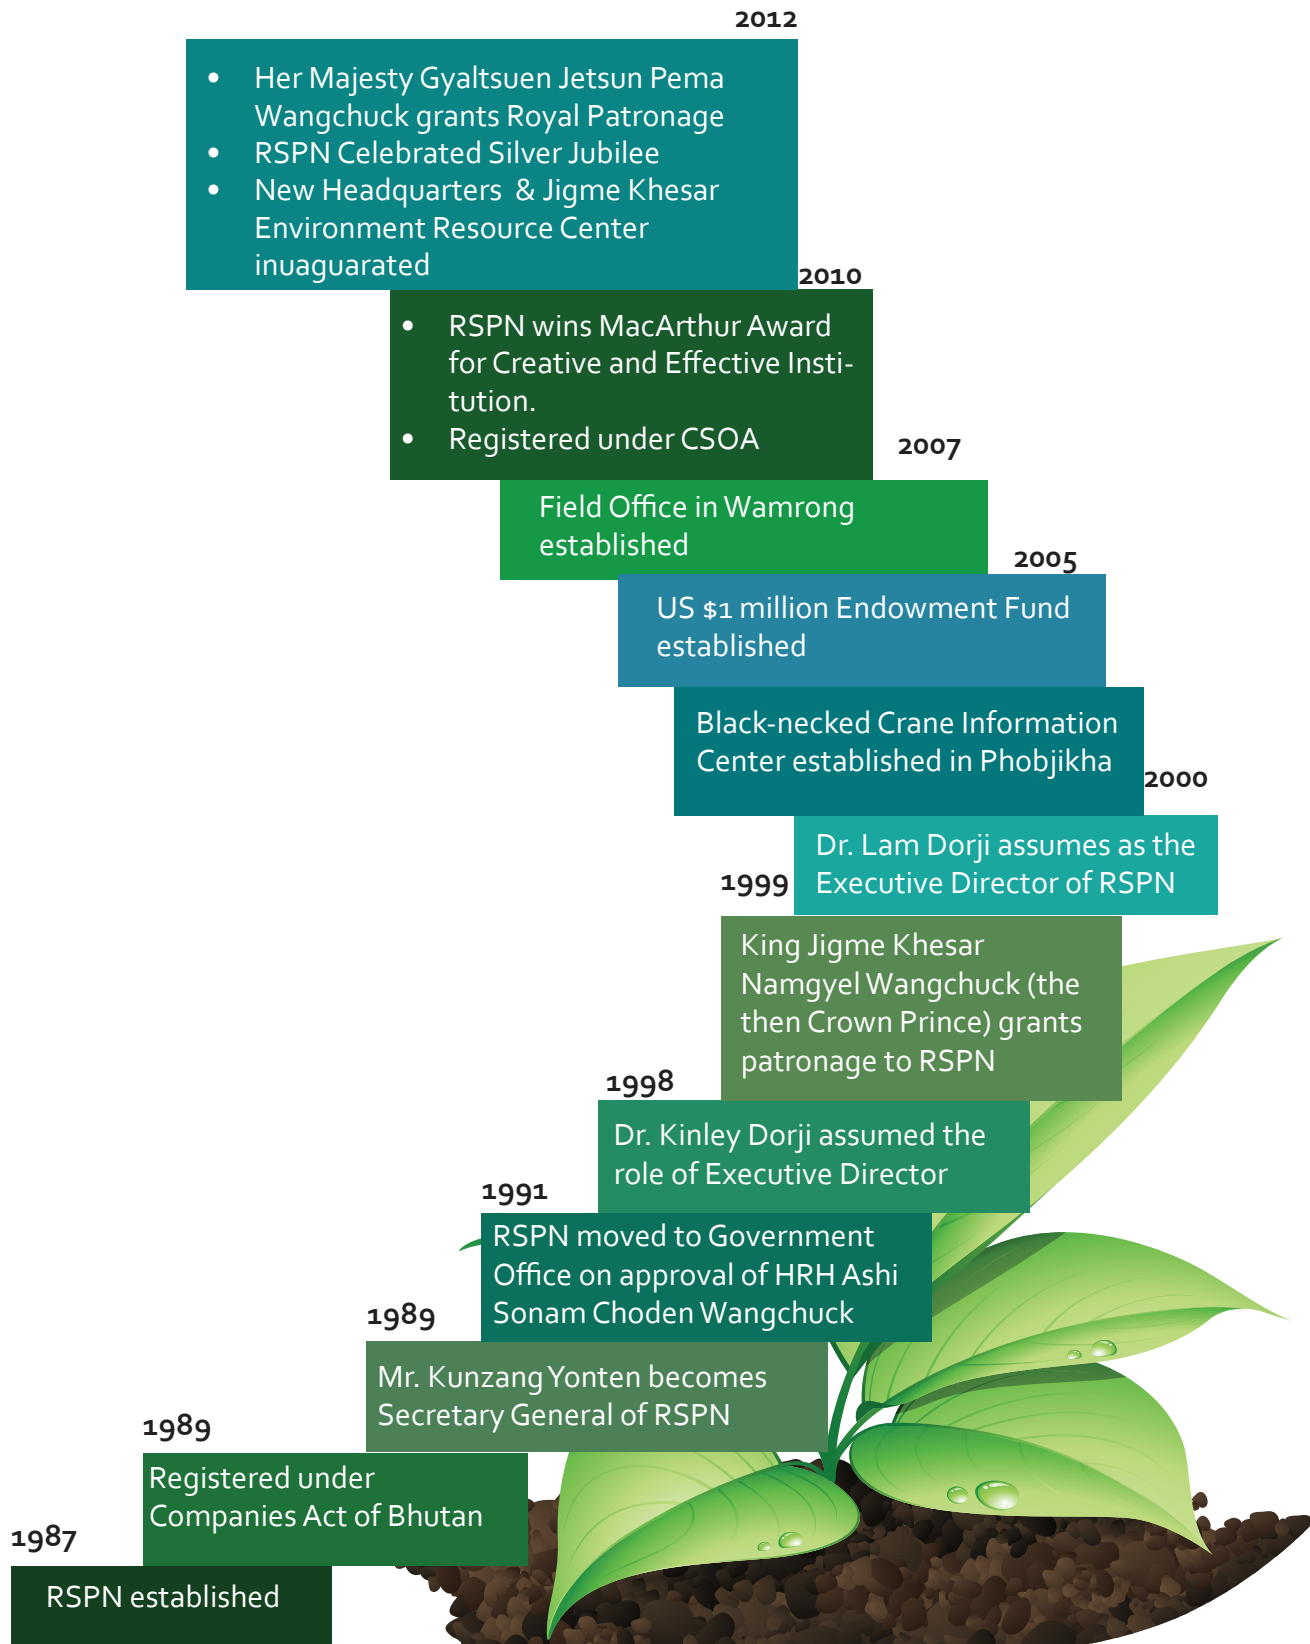 2012
• Her Majesty Gyaltsuen Jetsun Pema
Wangchuck grants Royal Patronage
• RSPN Celebrated Silver Jubilee
• New Headquarters & Jigme Khesar
Environment Resource Center
inuaguarated
2010
• RSPN wins MacArthur Award
for Creative and Effective Insti-
tution.
• Registered under CSOA
2007
Field Office in Wamrong
established
2005
US $1 million Endowment Fund
established
Black-necked Crane Information
Center established in Phobjikha
2000
Dr. Lam Dorji assumes as the
Executive Director of RSPN
1999
King Jigme Khesar
Namgyel Wangchuck (the
then Crown Prince) grants
patronage to RSPN
1998
Dr. Kinley Dorji assumed the
role of Executive Director
1991
RSPN moved to Government
Office on approval of HRH Ashi
Sonam Choden Wangchuck
1989
Mr. Kunzang Yonten becomes
Secretary General of RSPN
1989
Registered under
Companies Act of Bhutan
1987
RSPN established